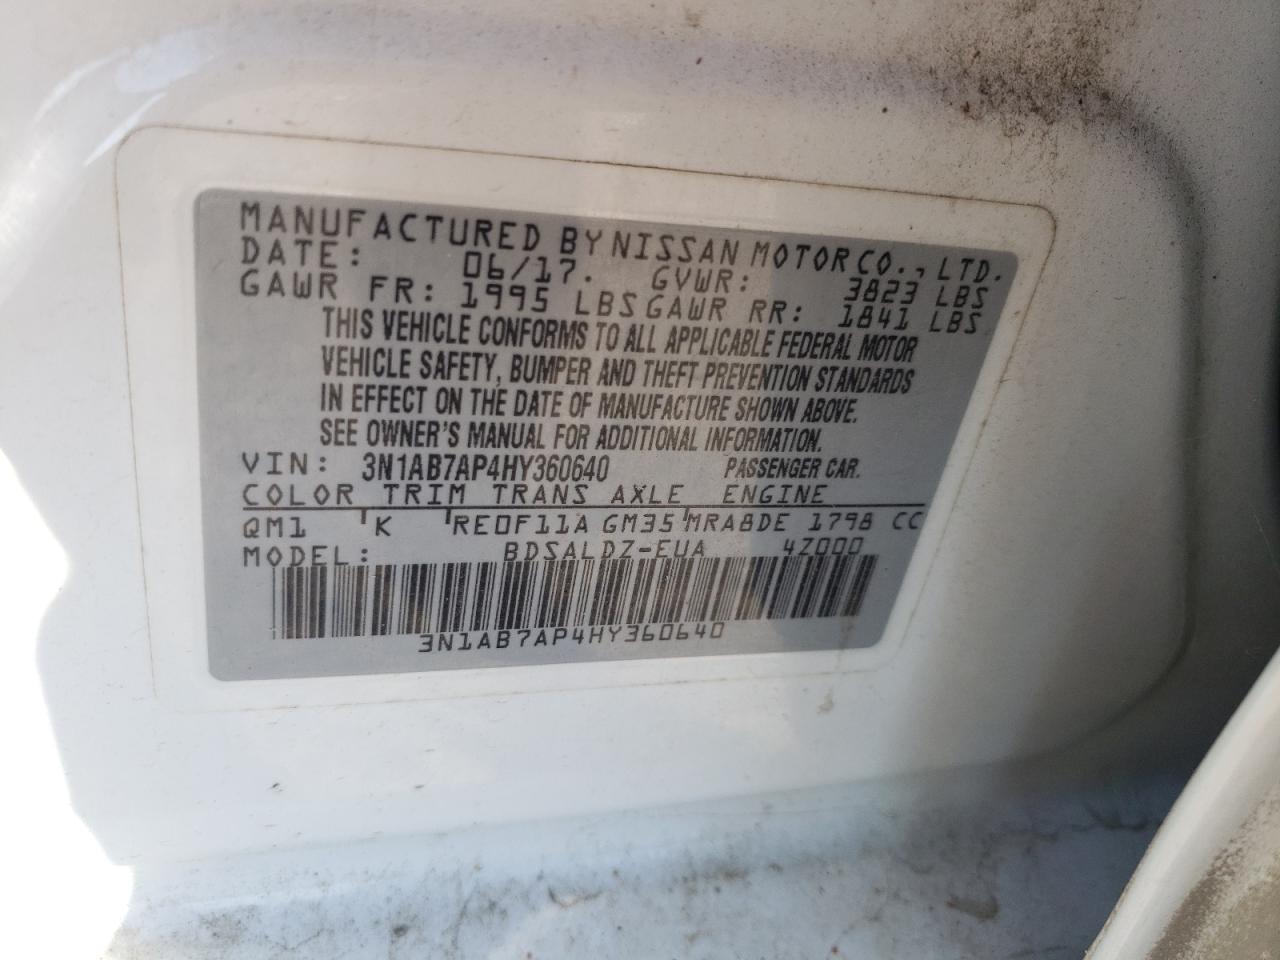 MANUFACTURED BY NISSAN MOTOR CO., LTD.
DATE: 06/17. GVWR: 3823 LBS
GAWR FR: 1995 LBS GAWR RR: 1841 LBS
THIS VEHICLE CONFORMS TO ALL APPLICABLE FEDERAL MOTOR
VEHICLE SAFETY, BUMPER AND THEFT PREVENTION STANDARDS
IN EFFECT ON THE DATE OF MANUFACTURE SHOWN ABOVE.
SEE OWNER'S MANUAL FOR ADDITIONAL INFORMATION.
VIN: 3N1AB7AP4HY360640 PASSENGER CAR.
COLOR TRIM TRANS AXLE ENGINE
QM1 K RE0F11A GM35 MRA8DE 1798 CC
MODEL: BDSALDZ-EUA 4Z000
3N1AB7AP4HY360640